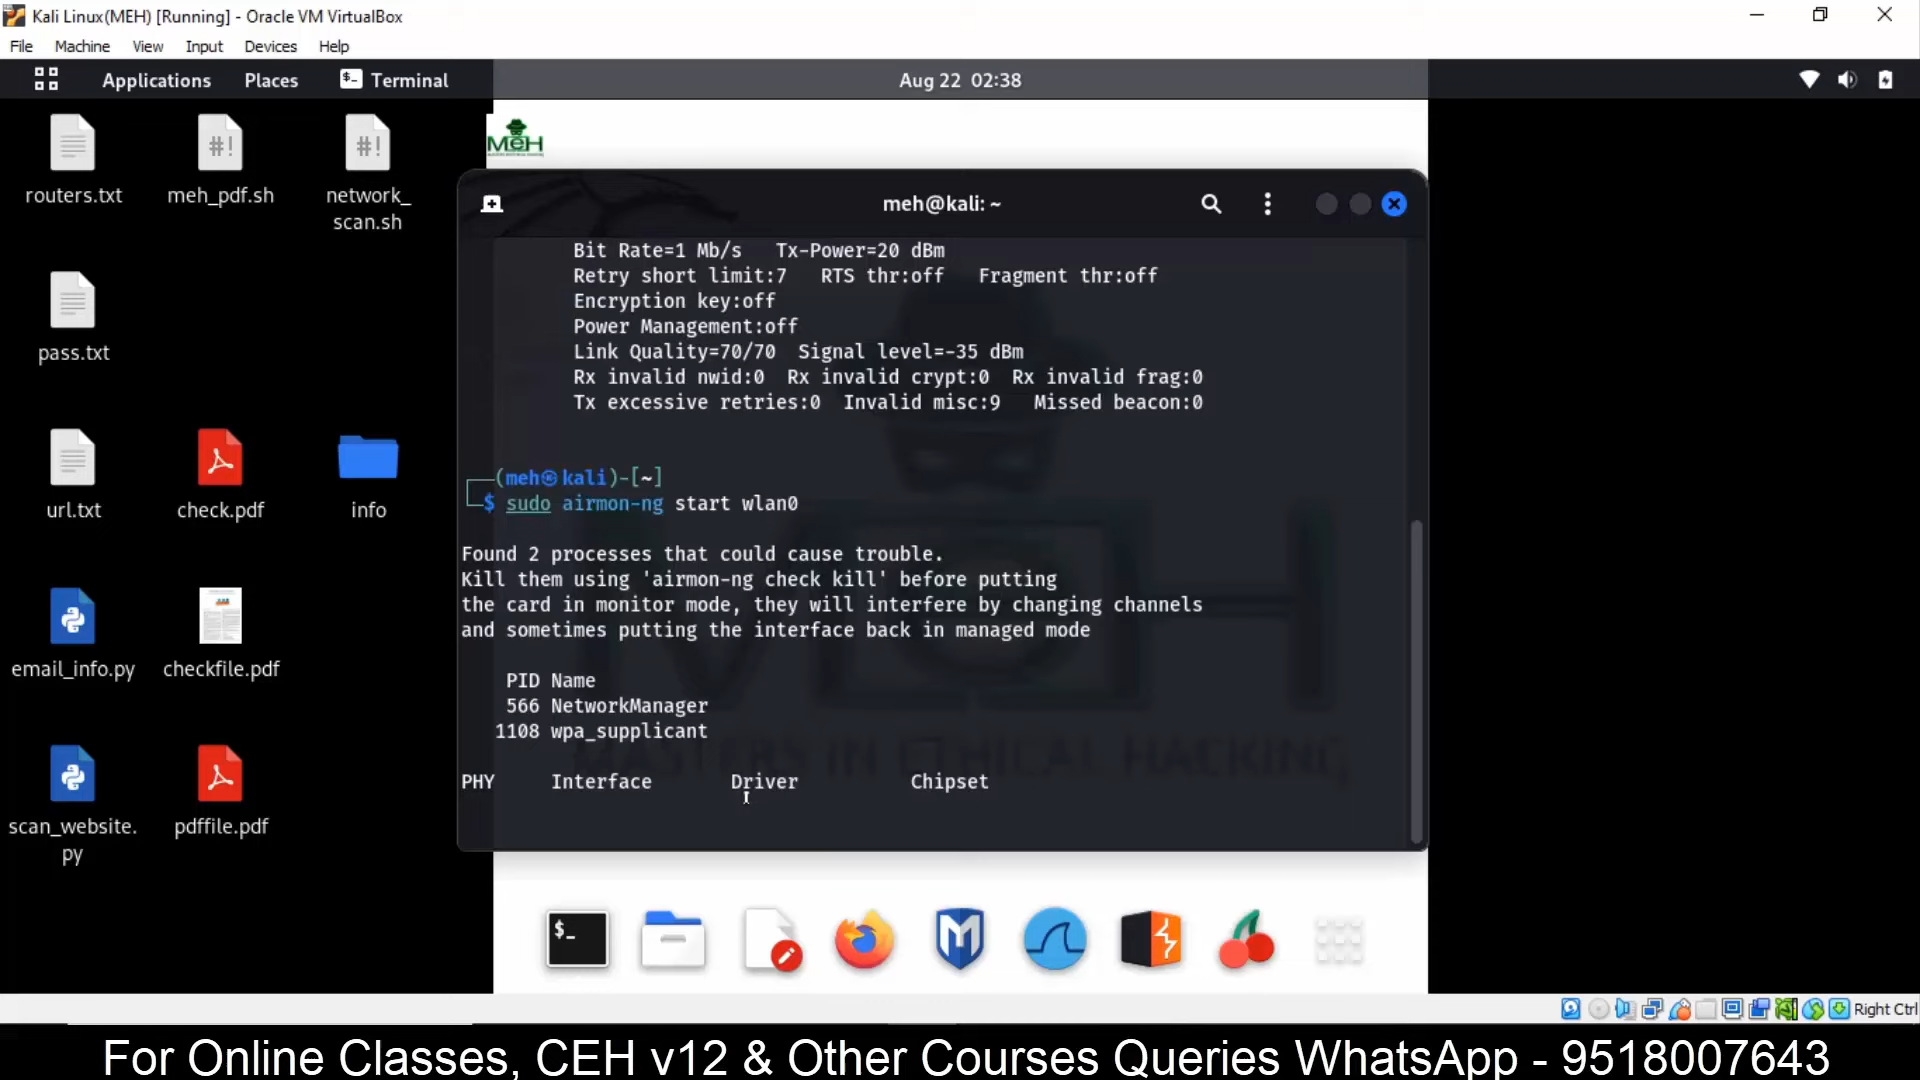 Kali Linux(MEH) [Running] - Oracle VM VirtualBox
File Machine View Input Devices Help
Applications Places Terminal Aug 22 02:38
routers.txt meh_pdf.sh network_
scan.sh
pass.txt
url.txt check.pdf info
email_info.py checkfile.pdf
scan_website.
py
pdffile.pdf
MeH
meh@kali: ~
Bit Rate=1 Mb/s Tx-Power=20 dBm
Retry short limit:7 RTS thr:off Fragment thr:off
Encryption key:off
Power Management:off
Link Quality=70/70 Signal level=-35 dBm
Rx invalid nwid:0 Rx invalid crypt:0 Rx invalid frag:0
Tx excessive retries:0 Invalid misc:9 Missed beacon:0
(meh㉿kali)-[~]
$ sudo airmon-ng start wlan0
Found 2 processes that could cause trouble.
Kill them using 'airmon-ng check kill' before putting
the card in monitor mode, they will interfere by changing channels
and sometimes putting the interface back in managed mode
PID Name
566 NetworkManager
1108 wpa_supplicant
PHY Interface Driver Chipset
MASTERS IN ETHICAL HACKING
Right Ctrl
For Online Classes, CEH v12 & Other Courses Queries WhatsApp - 9518007643